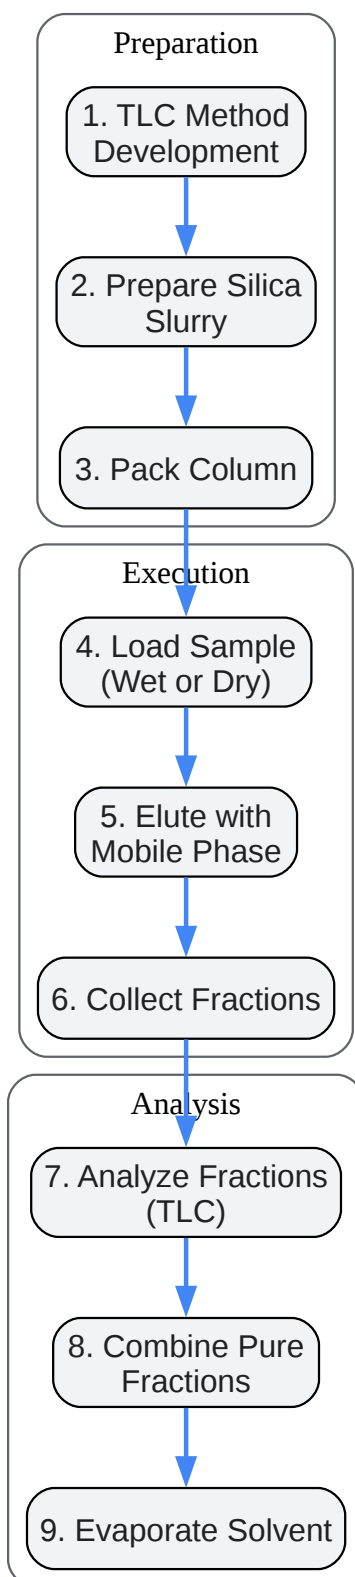 Preparation
1. TLC Method
Development
2. Prepare Silica
Slurry
3. Pack Column
Execution
4. Load Sample
(Wet or Dry)
5. Elute with
Mobile Phase
6. Collect Fractions
Analysis
7. Analyze Fractions
(TLC)
8. Combine Pure
Fractions
9. Evaporate Solvent